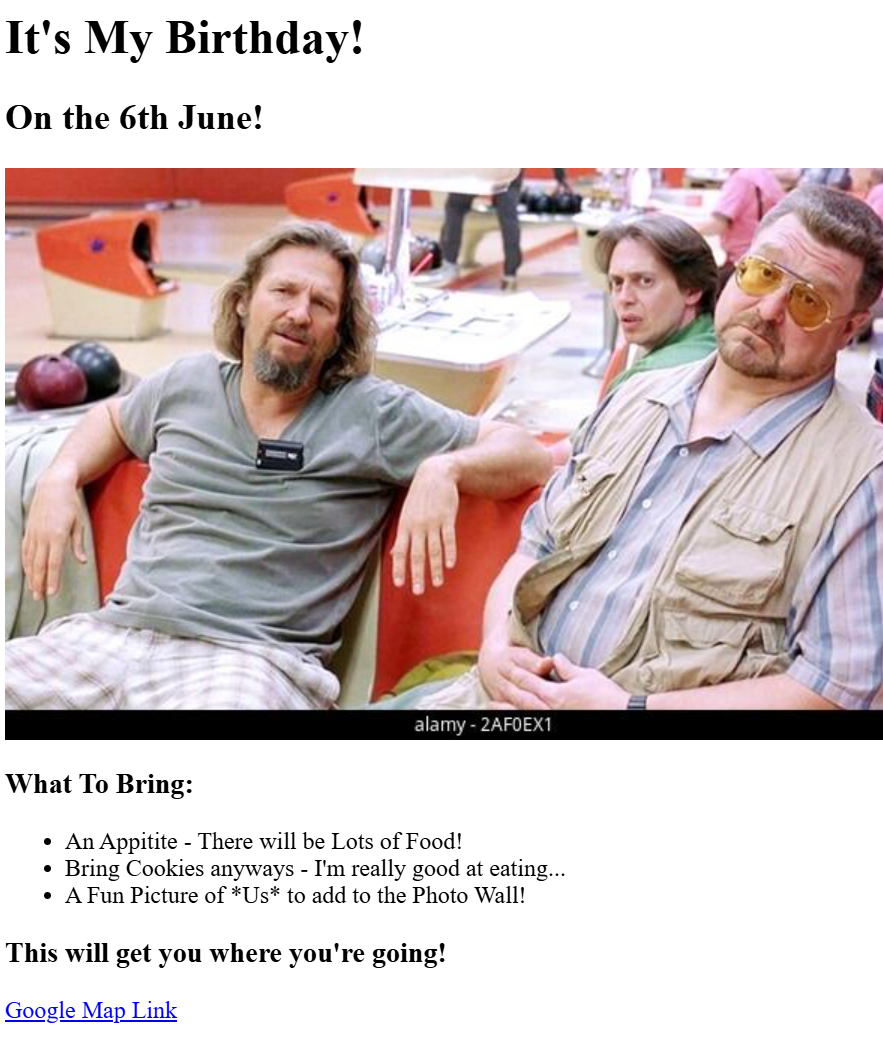 It's My Birthday!
On the 6th June!
alamy - 2AF0EX1
What To Bring:
An Appitite - There will be Lots of Food!
Bring Cookies anyways - I'm really good at eating...
A Fun Picture of *Us* to add to the Photo Wall!
This will get you where you're going!
Google Map Link